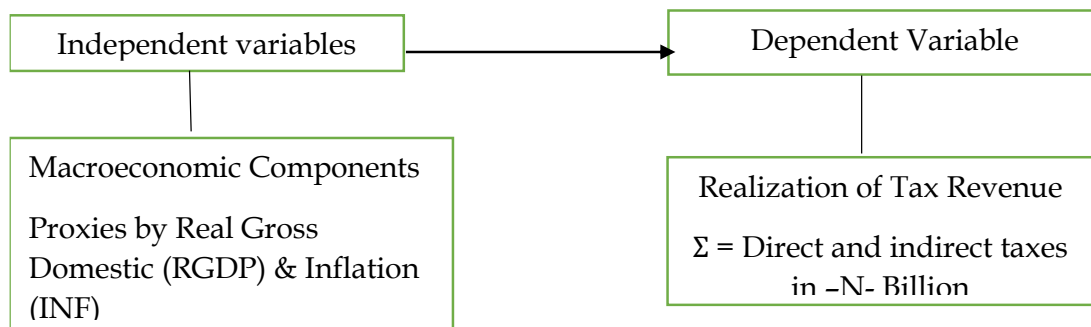 Independent variables
Dependent Variable
Macroeconomic Components
Proxies by Real Gross
Domestic (RGDP) & Inflation
(INF)
Realization of Tax Revenue
Σ = Direct and indirect taxes
in –N- Billion